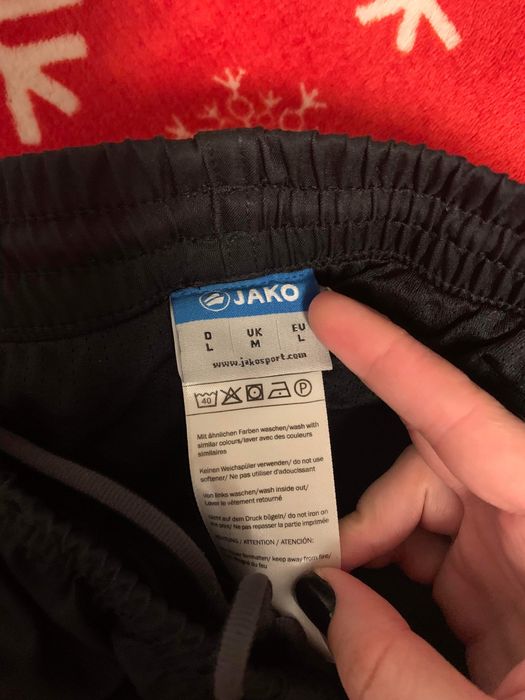 JAKO
D UK EU
L M L
www.jakosport.com
40 P
Mit ähnlichen Farben waschen/wash with
similar colours/laver avec des couleurs
similaires
Keinen Weichspüler verwenden/ do not use
softener/ Ne pas utiliser d'adoucissant
Von links waschen/wash inside out/
Laver le vêtement retourné
Nicht auf dem Druck bügeln/ do not iron on
Ne pas repasser la partie imprimée
/ ATTENTION / ATENCIÓN:
fernhalten/ keep away from fire/
du feu